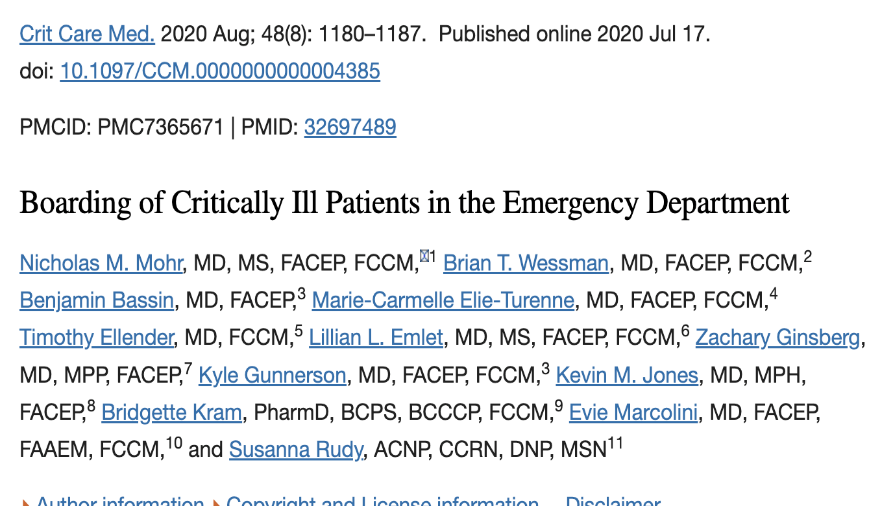 Crit Care Med. 2020 Aug; 48(8): 1180–1187. Published online 2020 Jul 17.
doi: 10.1097/CCM.0000000000004385
PMCID: PMC7365671 | PMID: 32697489
Boarding of Critically Ill Patients in the Emergency Department
Nicholas M. Mohr, MD, MS, FACEP, FCCM,1 Brian T. Wessman, MD, FACEP, FCCM,2
Benjamin Bassin, MD, FACEP,3 Marie-Carmelle Elie-Turenne, MD, FACEP, FCCM,4
Timothy Ellender, MD, FCCM,5 Lillian L. Emlet, MD, MS, FACEP, FCCM,6 Zachary Ginsberg,
MD, MPP, FACEP,7 Kyle Gunnerson, MD, FACEP, FCCM,3 Kevin M. Jones, MD, MPH,
FACEP,8 Bridgette Kram, PharmD, BCPS, BCCCP, FCCM,9 Evie Marcolini, MD, FACEP,
FAAEM, FCCM,10 and Susanna Rudy, ACNP, CCRN, DNP, MSN11
Author information Copyright and License information Disclaimer